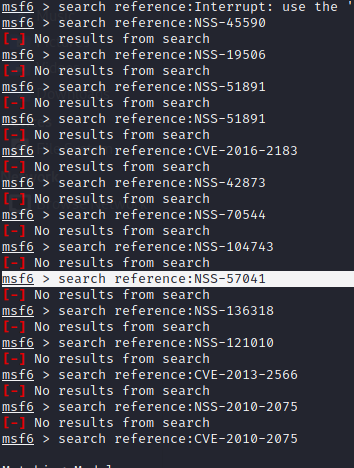 msf6 > search reference:Interrupt: use the '
[-] No results from search
msf6 > search reference:NSS-45590
[-] No results from search
msf6 > search reference:NSS-19506
[-] No results from search
msf6 > search reference:NSS-51891
[-] No results from search
msf6 > search reference:NSS-51891
[-] No results from search
msf6 > search reference:CVE-2016-2183
[-] No results from search
msf6 > search reference:NSS-42873
[-] No results from search
msf6 > search reference:NSS-70544
[-] No results from search
msf6 > search reference:NSS-104743
[-] No results from search
msf6 > search reference:NSS-57041
[-] No results from search
msf6 > search reference:NSS-136318
[-] No results from search
msf6 > search reference:NSS-121010
[-] No results from search
msf6 > search reference:CVE-2013-2566
[-] No results from search
msf6 > search reference:NSS-2010-2075
[-] No results from search
msf6 > search reference:CVE-2010-2075